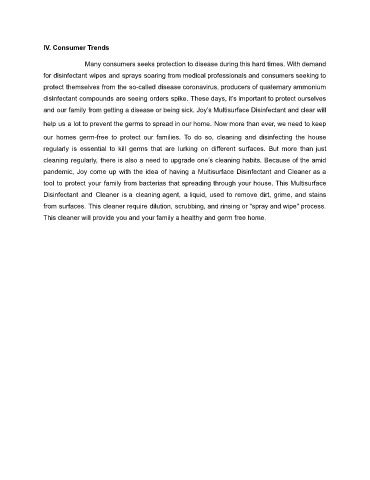 IV. Consumer Trends
Many consumers seeks protection to disease during this hard times. With demand
for disinfectant wipes and sprays soaring from medical professionals and consumers seeking to
protect themselves from the so-called disease coronavirus, producers of quaternary ammonium
disinfectant compounds are seeing orders spike. These days, it's important to protect ourselves
and our family from getting a disease or being sick. Joy's Multisurface Disinfectant and clear will
help us a lot to prevent the germs to spread in our home. Now more than ever, we need to keep
our homes germ-free to protect our families. To do so, cleaning and disinfecting the house
regularly is essential to kill germs that are lurking on different surfaces. But more than just
cleaning regularly, there is also a need to upgrade one's cleaning habits. Because of the amid
pandemic, Joy come up with the idea of having a Multisurface Disinfectant and Cleaner as a
tool to protect your family from bacterias that spreading through your house. This Multisurface
Disinfectant and Cleaner is a cleaning agent, a liquid, used to remove dirt, grime, and stains
from surfaces. This cleaner require dilution, scrubbing, and rinsing or "spray and wipe" process.
This cleaner will provide you and your family a healthy and germ free home.